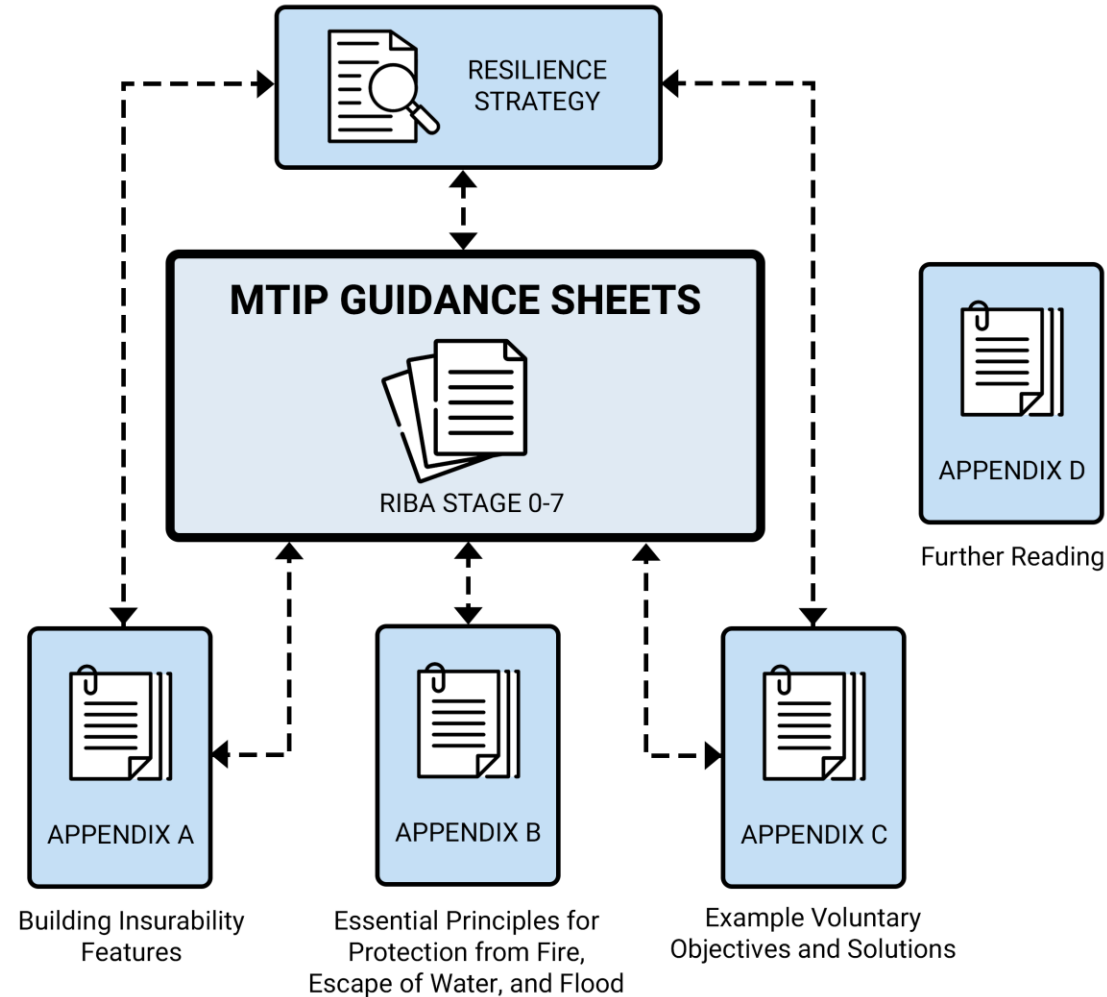 RESILIENCE
STRATEGY
MTIP GUIDANCE SHEETS
RIBA STAGE 0-7
APPENDIX D
Further Reading
APPENDIX A
Building Insurability
Features
APPENDIX B
Essential Principles for
Protection from Fire,
Escape of Water, and Flood
APPENDIX C
Example Voluntary
Objectives and Solutions